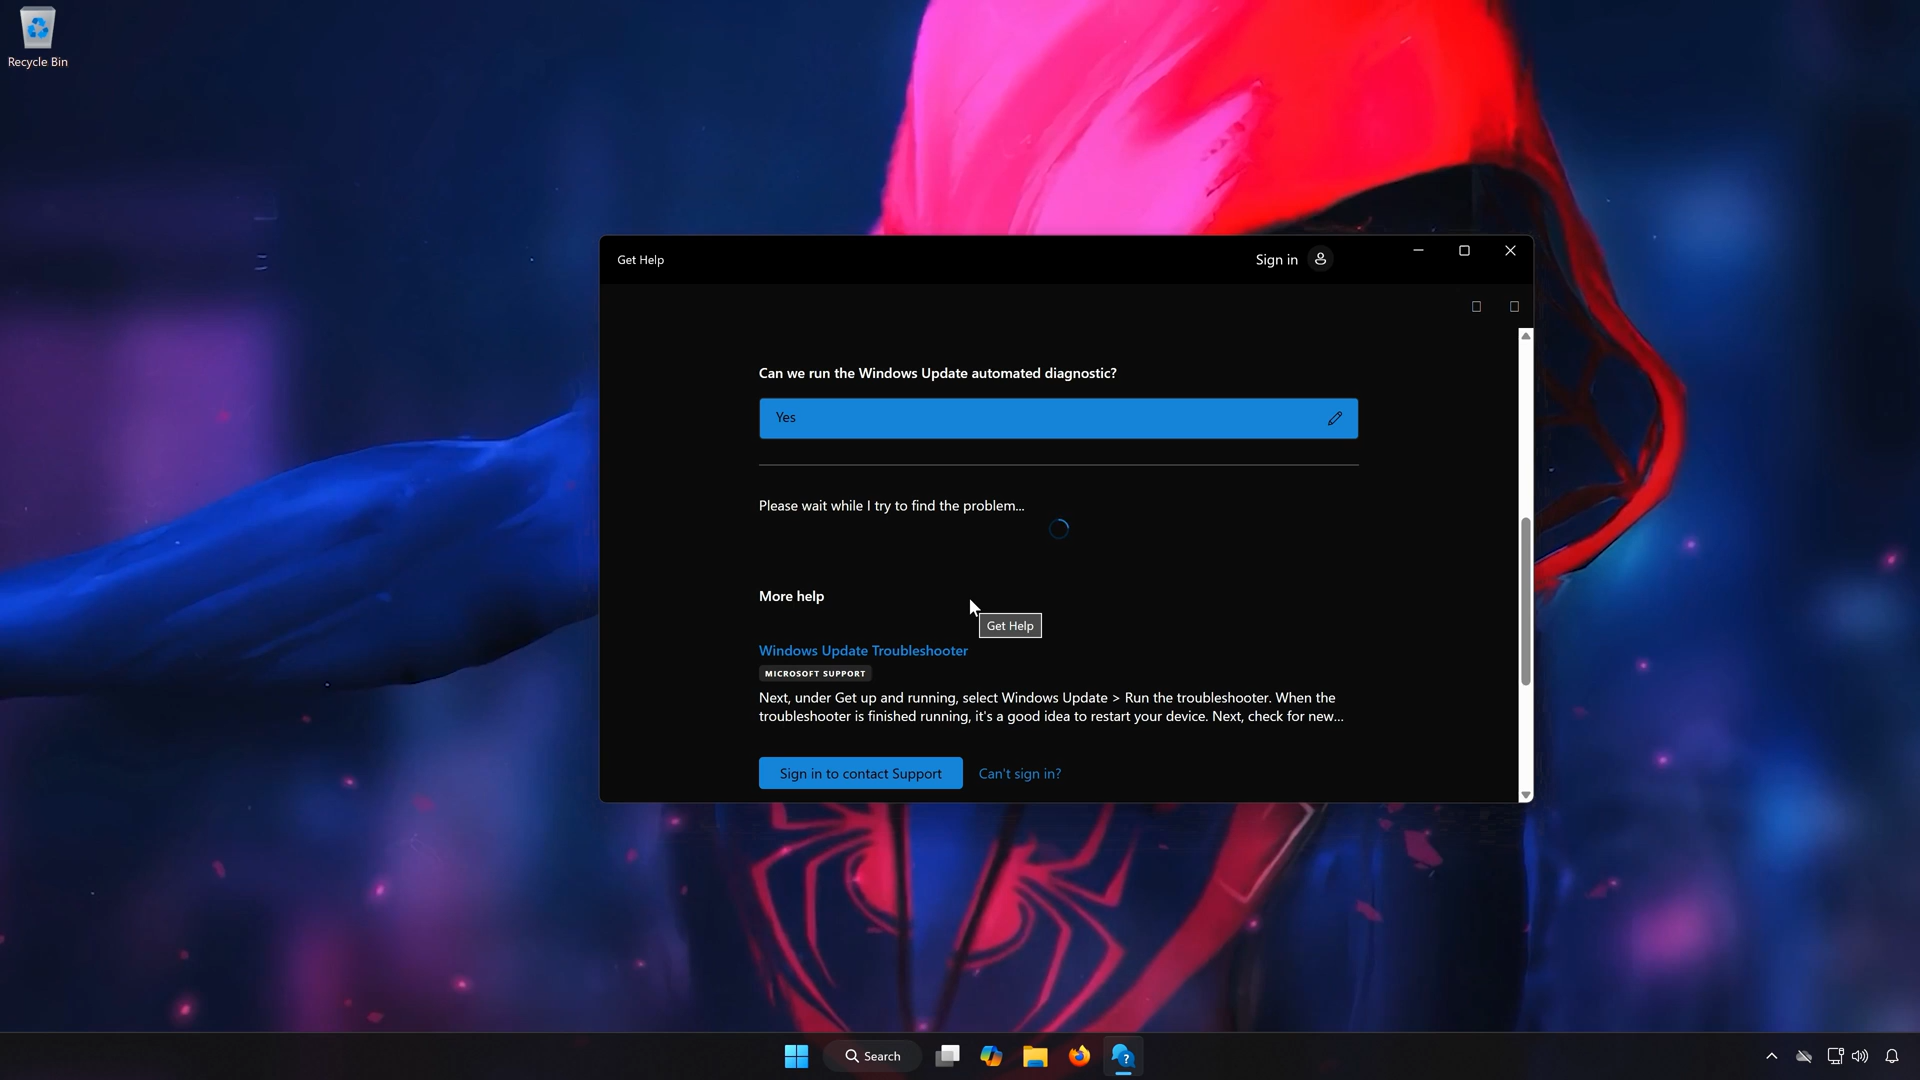 Recycle Bin
Get Help
Sign in
Can we run the Windows Update automated diagnostic?
Yes
Please wait while I try to find the problem...
More help
Get Help
Windows Update Troubleshooter
MICROSOFT SUPPORT
Next, under Get up and running, select Windows Update > Run the troubleshooter. When the
troubleshooter is finished running, it's a good idea to restart your device. Next, check for new...
Sign in to contact Support
Can't sign in?
Search